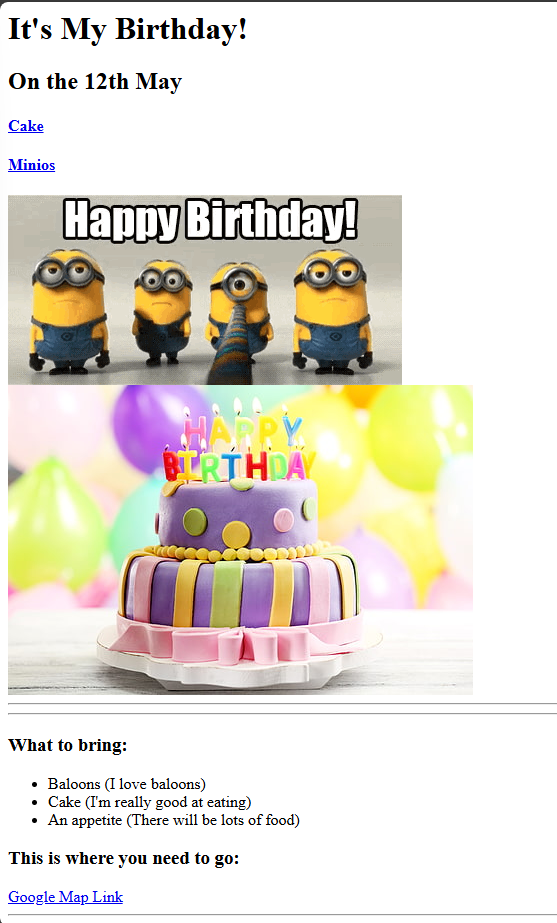 It's My Birthday!
On the 12th May
Cake
Minios
Happy Birthday!
HAPPY
BIRTHDAY
What to bring:
Baloons (I love baloons)
Cake (I'm really good at eating)
An appetite (There will be lots of food)
This is where you need to go:
Google Map Link